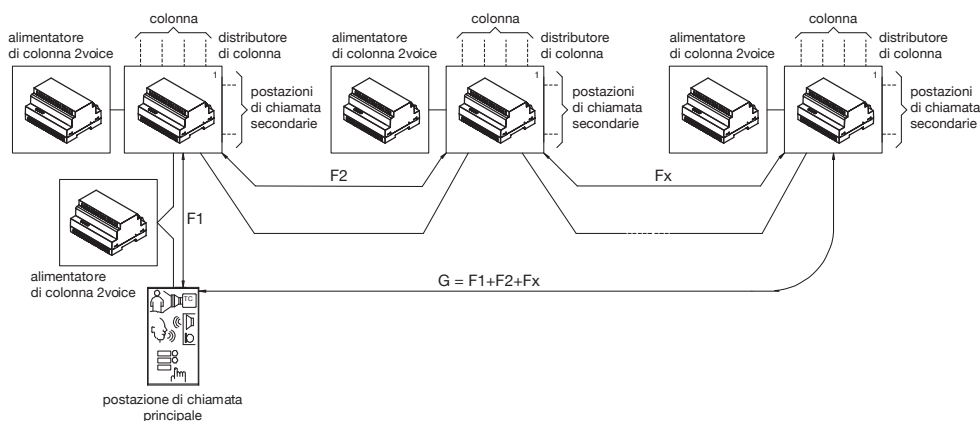 colonna
alimentatore
di colonna 2voice
distributore
di colonna
1
postazioni
di chiamata
secondarie
colonna
alimentatore
di colonna 2voice
distributore
di colonna
1
postazioni
di chiamata
secondarie
colonna
alimentatore
di colonna 2voice
distributore
di colonna
1
postazioni
di chiamata
secondarie
F2
Fx
F1
alimentatore
di colonna 2voice
G = F1+F2+Fx
TC
postazione di chiamata
principale